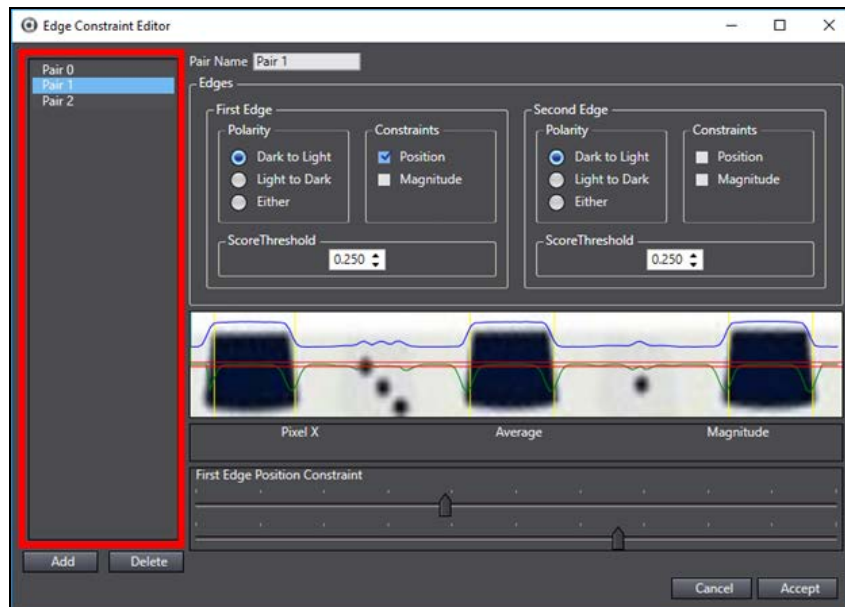 Edge Constraint Editor
Pair 0
Pair 1
Pair 2
Pair Name Pair 1
Edges
First Edge
Polarity
Dark to Light
Light to Dark
Either
Constraints
Position
Magnitude
ScoreThreshold
0.250
Second Edge
Polarity
Dark to Light
Light to Dark
Either
Constraints
Position
Magnitude
ScoreThreshold
0.250
Pixel X Average Magnitude
First Edge Position Constraint
Add Delete
Cancel Accept